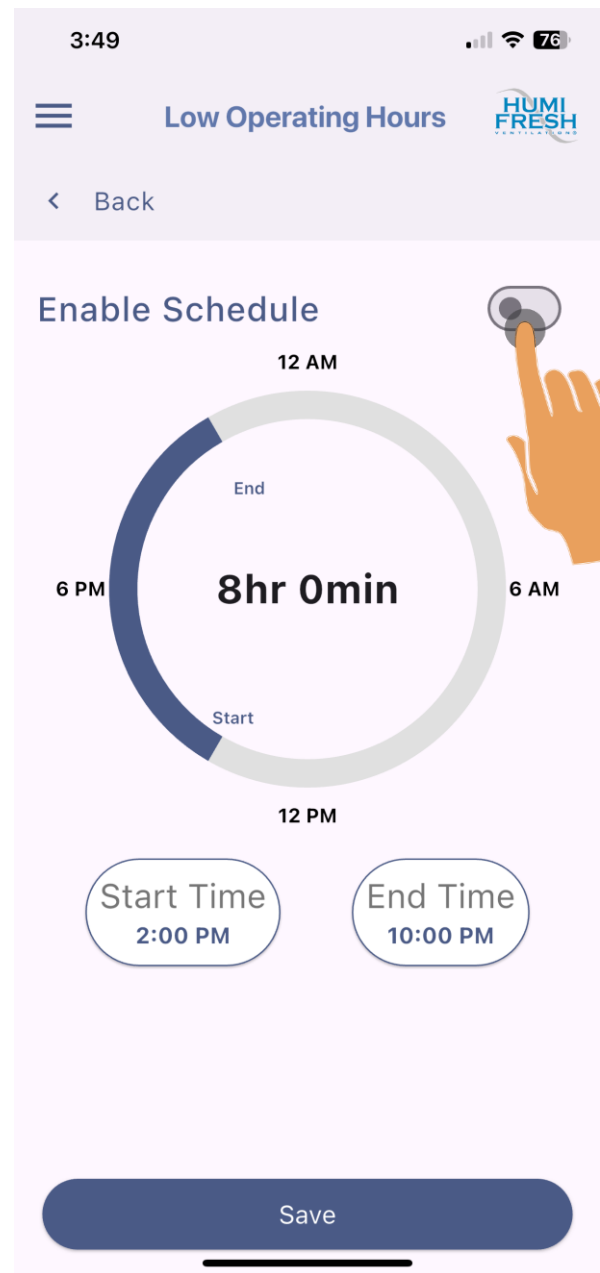 3:49
76
Low Operating Hours
HUMI
FRESH
VENTILATIONS
< Back
Enable Schedule
12 AM
End
6 PM
8hr 0min
6 AM
Start
12 PM
Start Time
2:00 PM
End Time
10:00 PM
Save